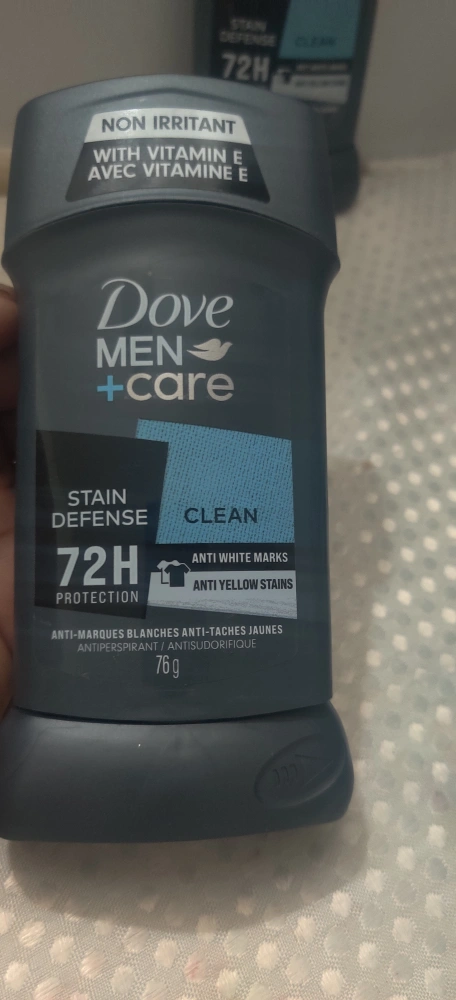 STAIN
DEFENSE
CLEAN
72H
NON IRRITANT
WITH VITAMIN E
AVEC VITAMINE E
Dove
MEN
+care
STAIN
DEFENSE
CLEAN
72H
PROTECTION
ANTI WHITE MARKS
ANTI YELLOW STAINS
ANTI-MARQUES BLANCHES ANTI-TACHES JAUNES
ANTIPERSPIRANT / ANTISUDORIFIQUE
76 g